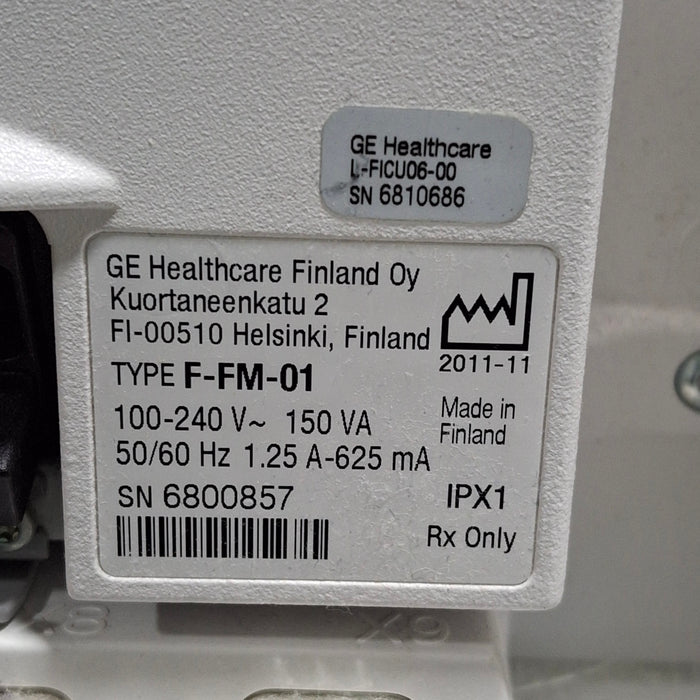 GE Healthcare
L-FICU06-00
SN 6810686
GE Healthcare Finland Oy
Kuortaneenkatu 2
FI-00510 Helsinki, Finland
2011-11
TYPE F-FM-01
100-240 V~ 150 VA
Made in
Finland
50/60 Hz 1.25 A-625 mA
SN 6800857
IPX1
Rx Only
X8
X9